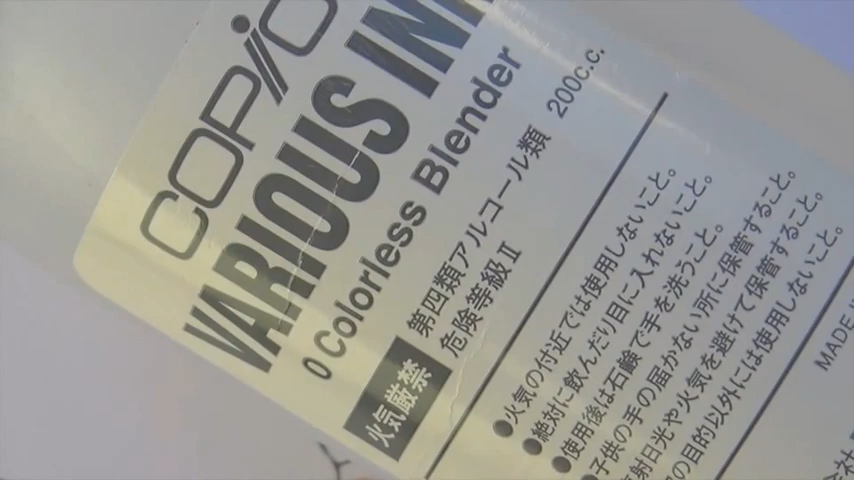 COPiC
VARIOUS INK
0 Colorless Blender
第四類アルコール類 200c.c.
火気厳禁 危険等級Ⅱ
●火気の付近では使用しないこと。
●絶対に飲んだり目に入れないこと。
●使用後は石鹸で手を洗うこと。
●子供の手の届かない所に保管すること。
射日光や火気を避けて保管すること。
の目的以外には使用しないこと。
MADE
会社